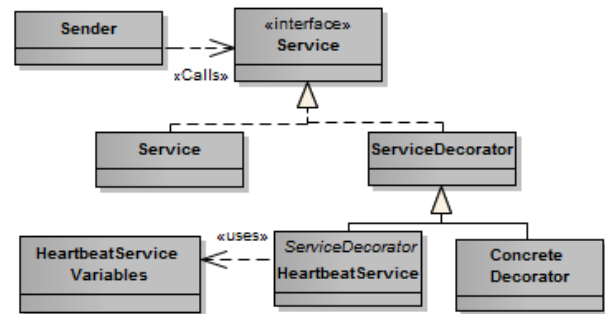 Sender
«interface»
Service
«Calls»
Service
ServiceDecorator
«uses»
HeartbeatService
Variables
ServiceDecorator
HeartbeatService
Concrete
Decorator